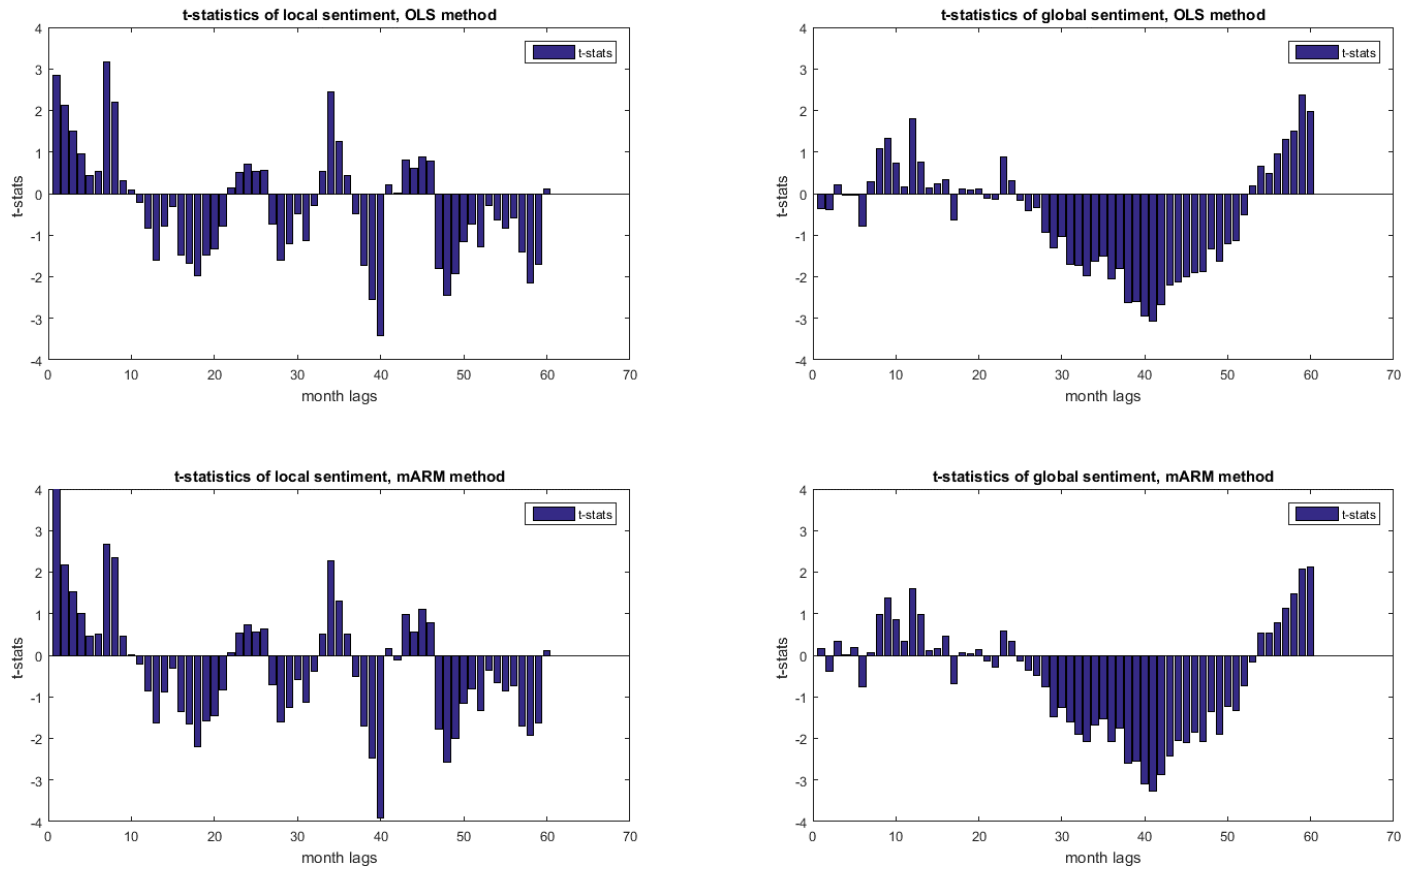 t-statistics of local sentiment, OLS method
4
3
2
1
0
-1
-2
-3
-4
t-stats
t-stats
0 10 20 30 40 50 60 70
month lags
t-statistics of global sentiment, OLS method
4
3
2
1
0
-1
-2
-3
-4
t-stats
t-stats
0 10 20 30 40 50 60 70
month lags
t-statistics of local sentiment, mARM method
4
3
2
1
0
-1
-2
-3
-4
t-stats
t-stats
0 10 20 30 40 50 60 70
month lags
t-statistics of global sentiment, mARM method
4
3
2
1
0
-1
-2
-3
-4
t-stats
t-stats
0 10 20 30 40 50 60 70
month lags